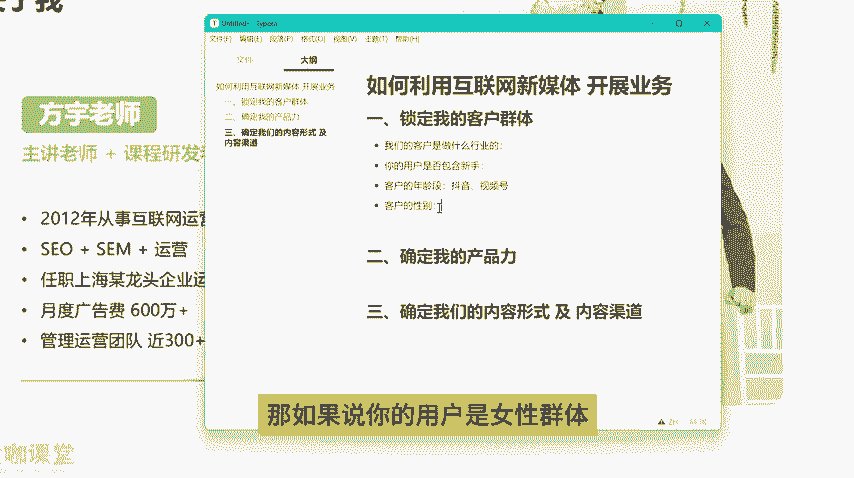 Untitled - Typora
文件(F) 编辑(E) 段落(P) 格式(O) 视图(V) 主题(T) 帮助(H)
文件 大纲
如何利用互联网新媒体 开展业务
一、锁定我的客户群体
二、确定我的产品力
三、确定我们的内容形式 及
内容渠道
如何利用互联网新媒体 开展业务
一、锁定我的客户群体
我们的客户是做什么行业的：
你的用户是否包含新手：
客户的年龄段：抖音、视频号
客户的性别：
二、确定我的产品力
三、确定我们的内容形式 及 内容渠道
方宇老师
主讲老师 + 课程研发
2012年从事互联网运营
SEO + SEM + 运营
任职上海某龙头企业运
月度广告费 600万+
管理运营团队 近300+
那如果说你的用户是女性群体
咖课堂